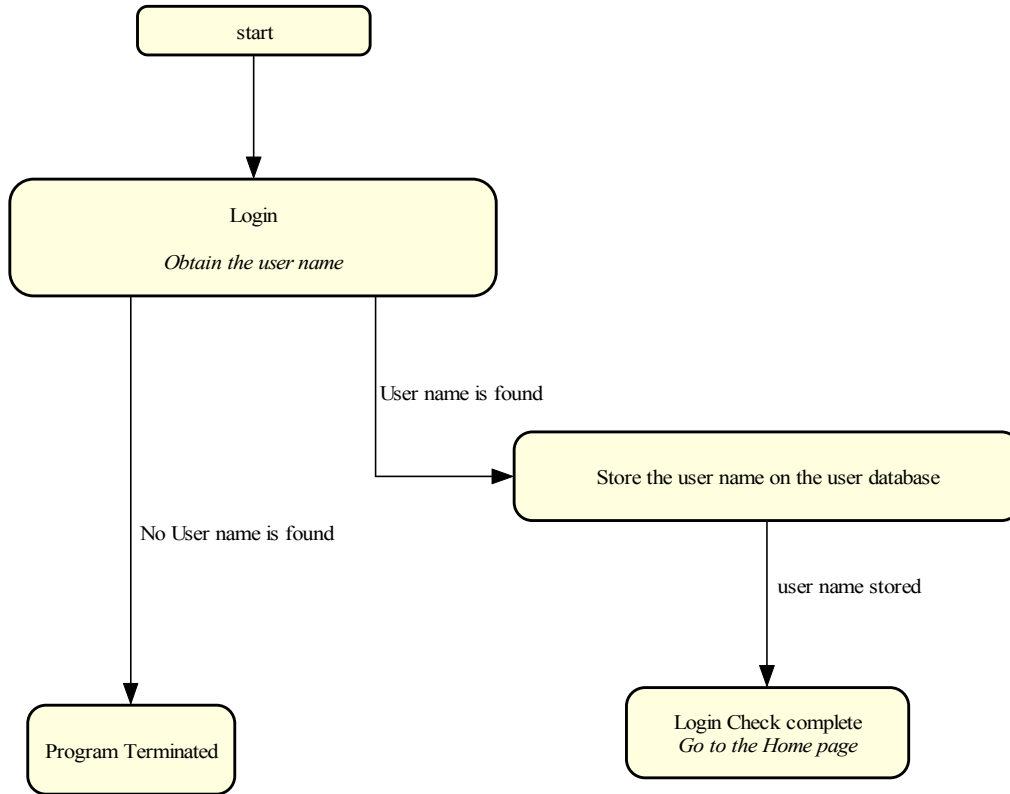 start
Login
Obtain the user name
User name is found
Store the user name on the user database
No User name is found
user name stored
Login Check complete
Go to the Home page
Program Terminated